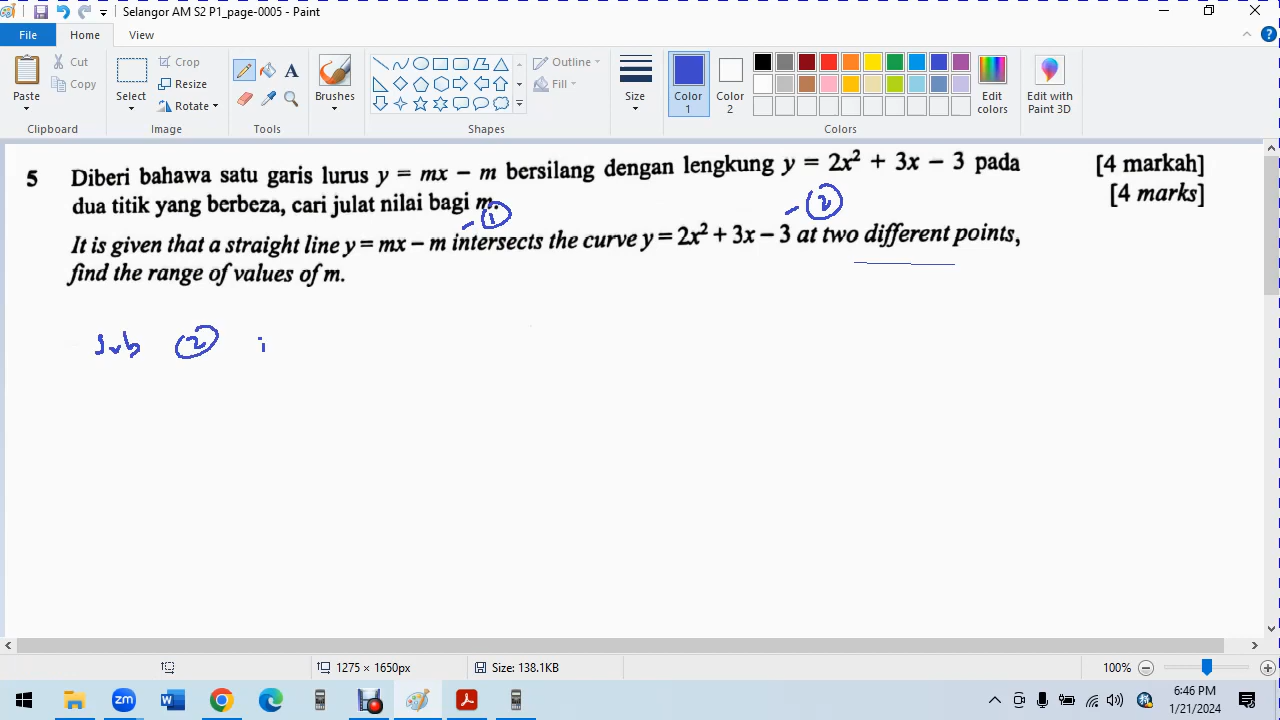 Selangor AM S2 P1_page-0005 - Paint
File Home View
Paste Cut Copy Clipboard
Select Crop Resize Rotate Image
Tools
Brushes
Outline Fill Shapes
Size
Color 1 Color 2
Edit colors Edit with Paint 3D
Colors
5 Diberi bahawa satu garis lurus y = mx − m bersilang dengan lengkung y = 2x² + 3x − 3 pada [4 markah]
dua titik yang berbeza, cari julat nilai bagi m. [4 marks]
- ① - ②
It is given that a straight line y = mx − m intersects the curve y = 2x² + 3x − 3 at two different points,
find the range of values of m.
Sub ② i
1275 × 1650px Size: 138.1KB 100%
zm W
6:46 PM
1/21/2024